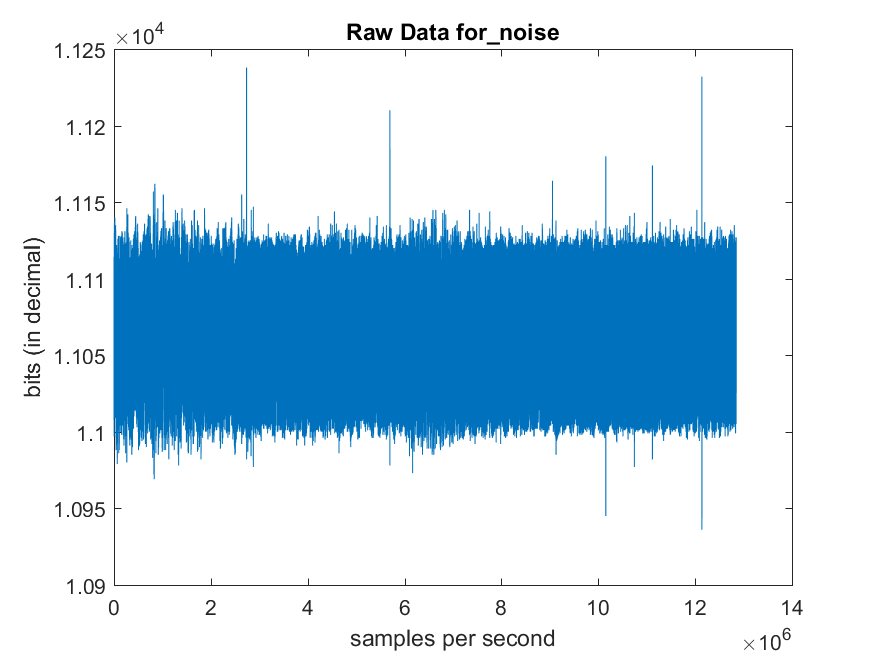 Raw Data for_noise
×10^4
1.125
1.12
1.115
1.11
1.105
1.1
1.095
1.09
bits (in decimal)
0 2 4 6 8 10 12 14
samples per second
×10^6